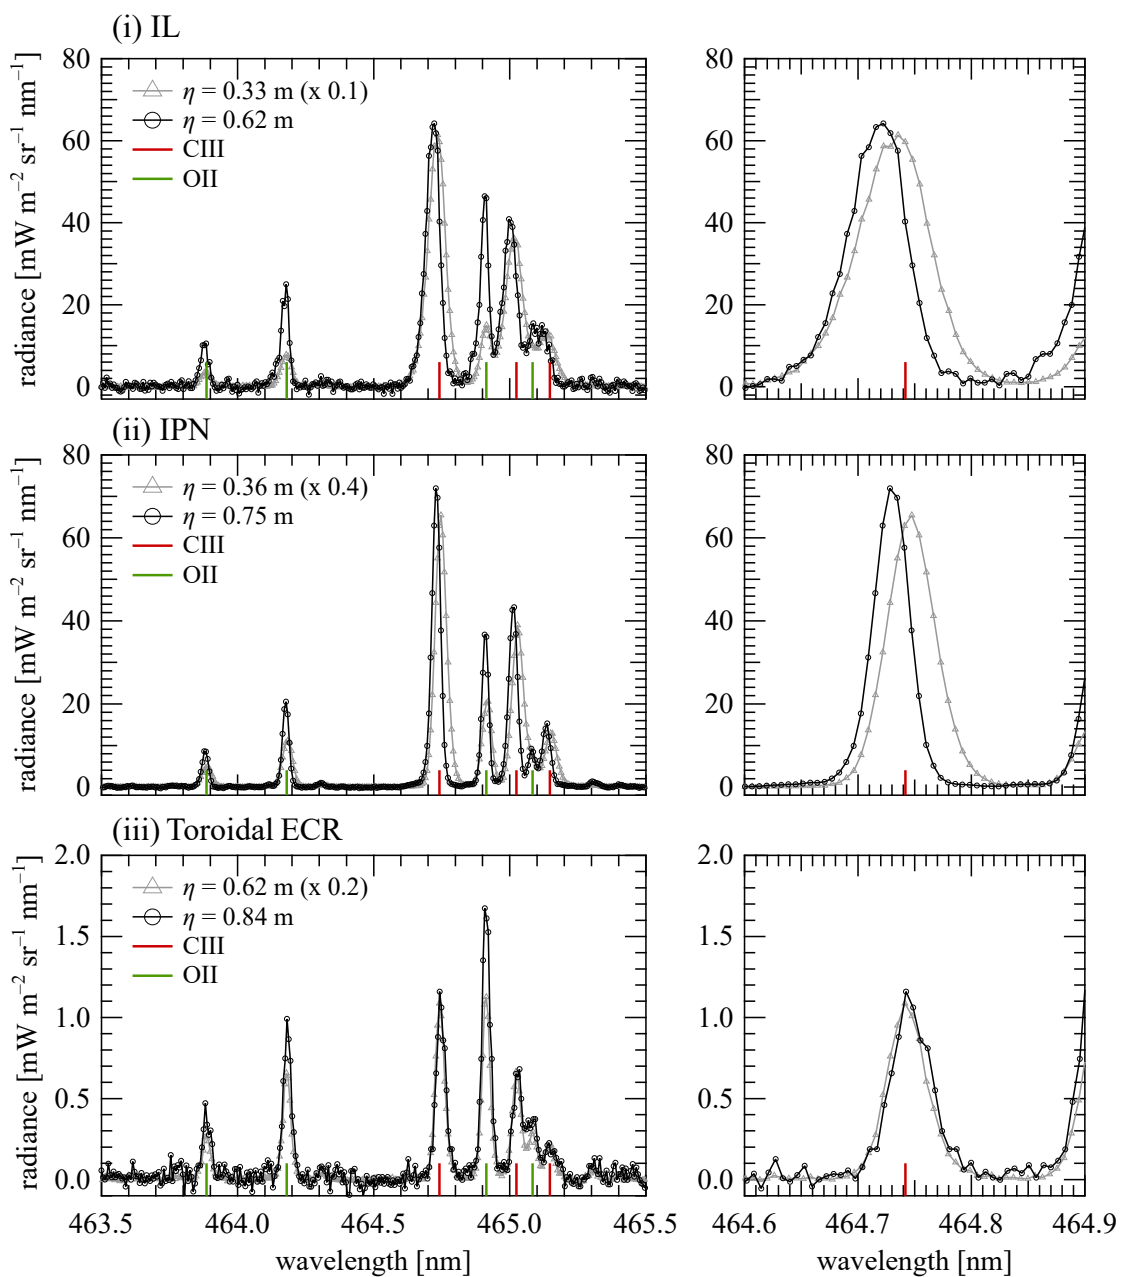 (i) IL
radiance [mW m⁻² sr⁻¹ nm⁻¹]
80
60
40
20
0
η = 0.33 m (x 0.1)
η = 0.62 m
CIII
OII
80
60
40
20
0
(ii) IPN
radiance [mW m⁻² sr⁻¹ nm⁻¹]
80
60
40
20
0
η = 0.36 m (x 0.4)
η = 0.75 m
CIII
OII
80
60
40
20
0
(iii) Toroidal ECR
radiance [mW m⁻² sr⁻¹ nm⁻¹]
2.0
1.5
1.0
0.5
0.0
η = 0.62 m (x 0.2)
η = 0.84 m
CIII
OII
2.0
1.5
1.0
0.5
0.0
463.5 464.0 464.5 465.0 465.5
wavelength [nm]
464.6 464.7 464.8 464.9
wavelength [nm]